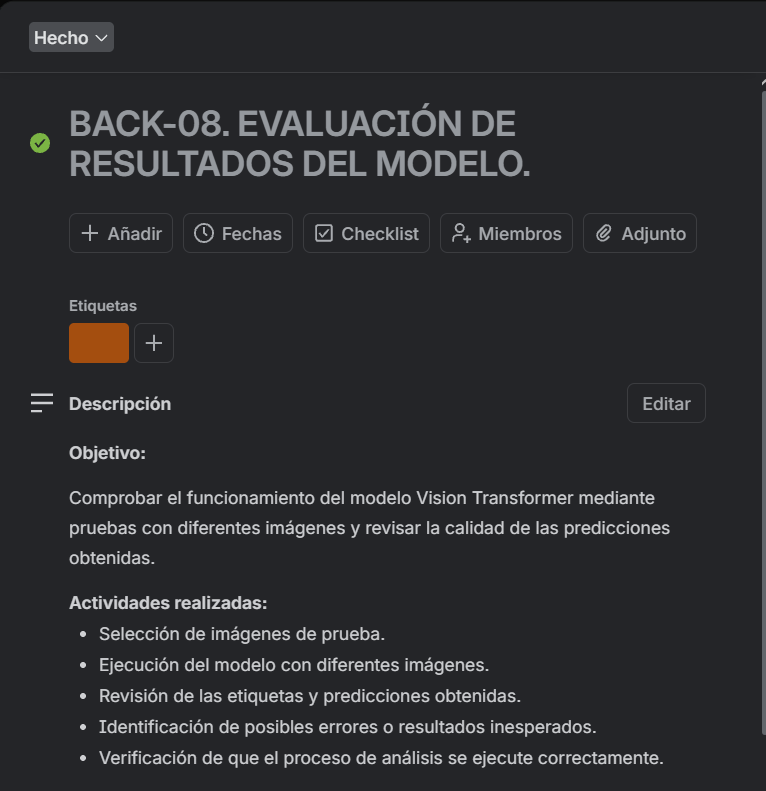 Hecho
BACK-08. EVALUACIÓN DE
RESULTADOS DEL MODELO.
Añadir Fechas Checklist Miembros Adjunto
Etiquetas
Descripción Editar
Objetivo:
Comprobar el funcionamiento del modelo Vision Transformer mediante
pruebas con diferentes imágenes y revisar la calidad de las predicciones
obtenidas.
Actividades realizadas:
• Selección de imágenes de prueba.
• Ejecución del modelo con diferentes imágenes.
• Revisión de las etiquetas y predicciones obtenidas.
• Identificación de posibles errores o resultados inesperados.
• Verificación de que el proceso de análisis se ejecute correctamente.